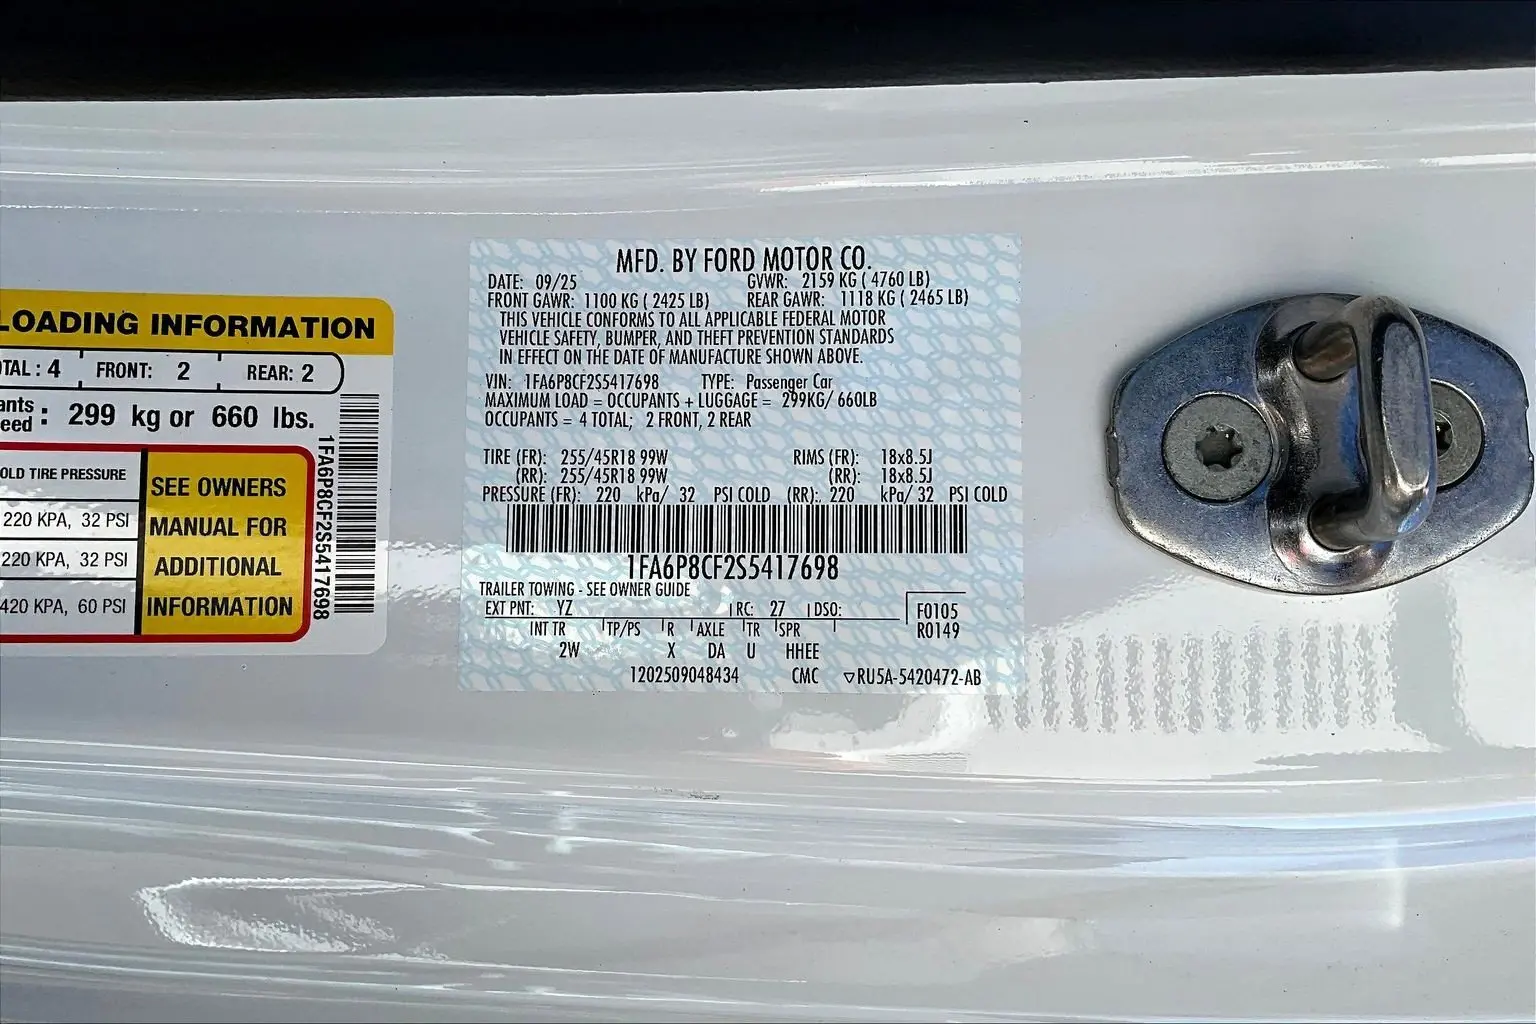 LOADING INFORMATION
: 4 FRONT: 2 REAR: 2
: 299 kg or 660 lbs.
OLD TIRE PRESSURE
220 KPA, 32 PSI
220 KPA, 32 PSI
420 KPA, 60 PSI
SEE OWNERS
MANUAL FOR
ADDITIONAL
INFORMATION
1FA6P8CF2S5417698
MFD. BY FORD MOTOR CO.
DATE: 09/25 GVWR: 2159 KG ( 4760 LB)
FRONT GAWR: 1100 KG ( 2425 LB) REAR GAWR: 1118 KG ( 2465 LB)
THIS VEHICLE CONFORMS TO ALL APPLICABLE FEDERAL MOTOR
VEHICLE SAFETY, BUMPER, AND THEFT PREVENTION STANDARDS
IN EFFECT ON THE DATE OF MANUFACTURE SHOWN ABOVE.
VIN: 1FA6P8CF2S5417698 TYPE: Passenger Car
MAXIMUM LOAD = OCCUPANTS + LUGGAGE = 299KG/ 660LB
OCCUPANTS = 4 TOTAL; 2 FRONT, 2 REAR
TIRE (FR): 255/45R18 99W RIMS (FR): 18x8.5J
(RR): 255/45R18 99W (RR): 18x8.5J
PRESSURE (FR): 220 kPa/ 32 PSI COLD (RR): 220 kPa/ 32 PSI COLD
1FA6P8CF2S5417698
TRAILER TOWING - SEE OWNER GUIDE
EXT PNT: YZ RC: 27 DSO: F0105
INT TR TP/PS R AXLE TR SPR R0149
2W X DA U HHEE
1202509048434 CMC ▽RU5A-5420472-AB